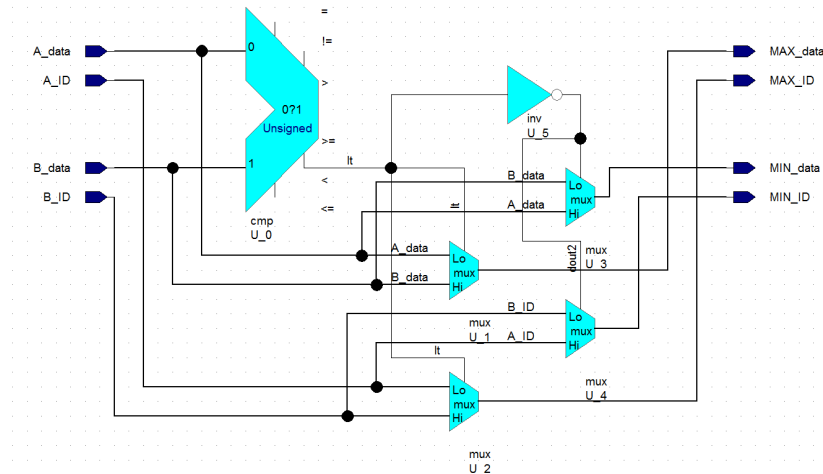 =
A_data
0
!=
MAX_data
A_ID
>
MAX_ID
0?1
Unsigned
inv
U_5
>=
B_data
1
lt
B_data
Lo
mux
Hi
MIN_data
<
B_ID
A_data
MIN_ID
<=
cmp
U_0
lt
A_data
Lo
mux
Hi
B_data
mux
U_3
dout2
B_ID
Lo
mux
Hi
A_ID
mux
U_1
lt
Lo
mux
Hi
mux
U_4
mux
U_2